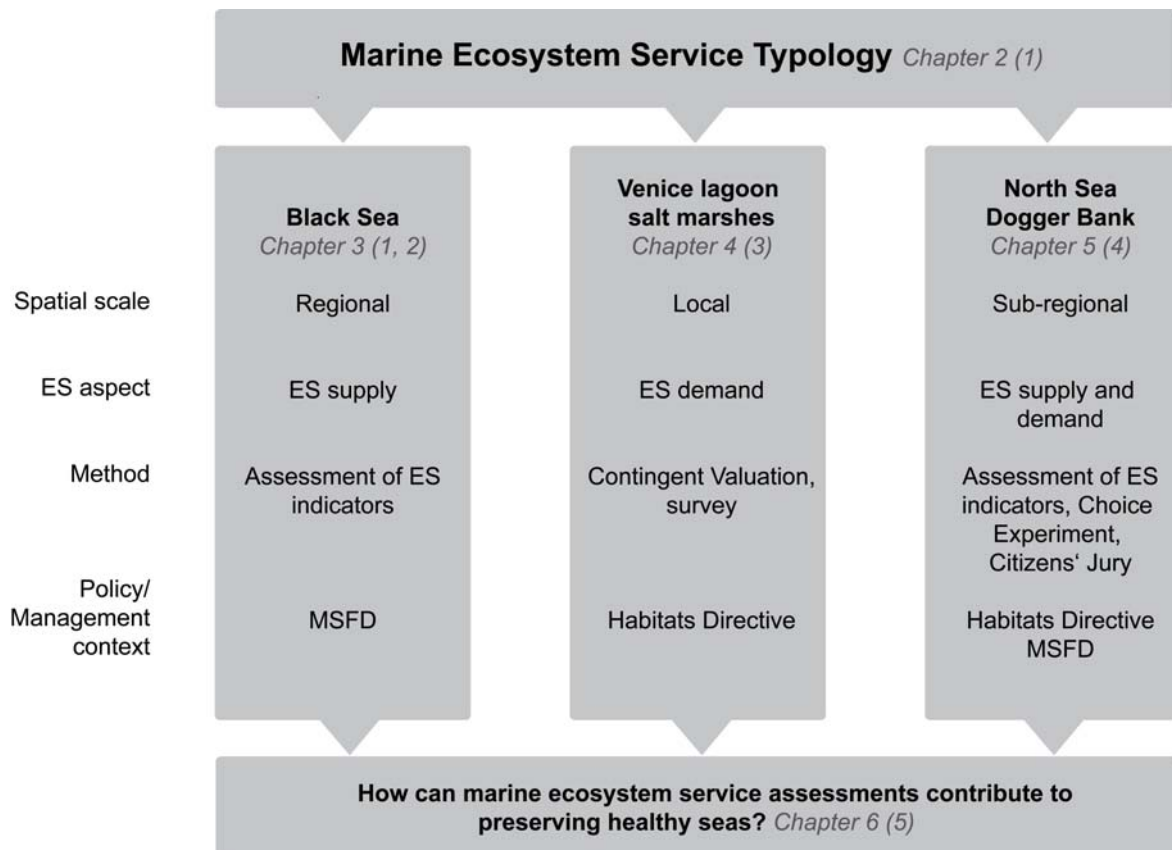 Marine Ecosystem Service Typology Chapter 2 (1)
Black Sea
Chapter 3 (1, 2)
Venice lagoon
salt marshes
Chapter 4 (3)
North Sea
Dogger Bank
Chapter 5 (4)
Spatial scale
Regional
Local
Sub-regional
ES aspect
ES supply
ES demand
ES supply and
demand
Method
Assessment of ES
indicators
Contingent Valuation,
survey
Assessment of ES
indicators, Choice
Experiment,
Citizens‘ Jury
Policy/
Management
context
MSFD
Habitats Directive
Habitats Directive
MSFD
How can marine ecosystem service assessments contribute to
preserving healthy seas? Chapter 6 (5)